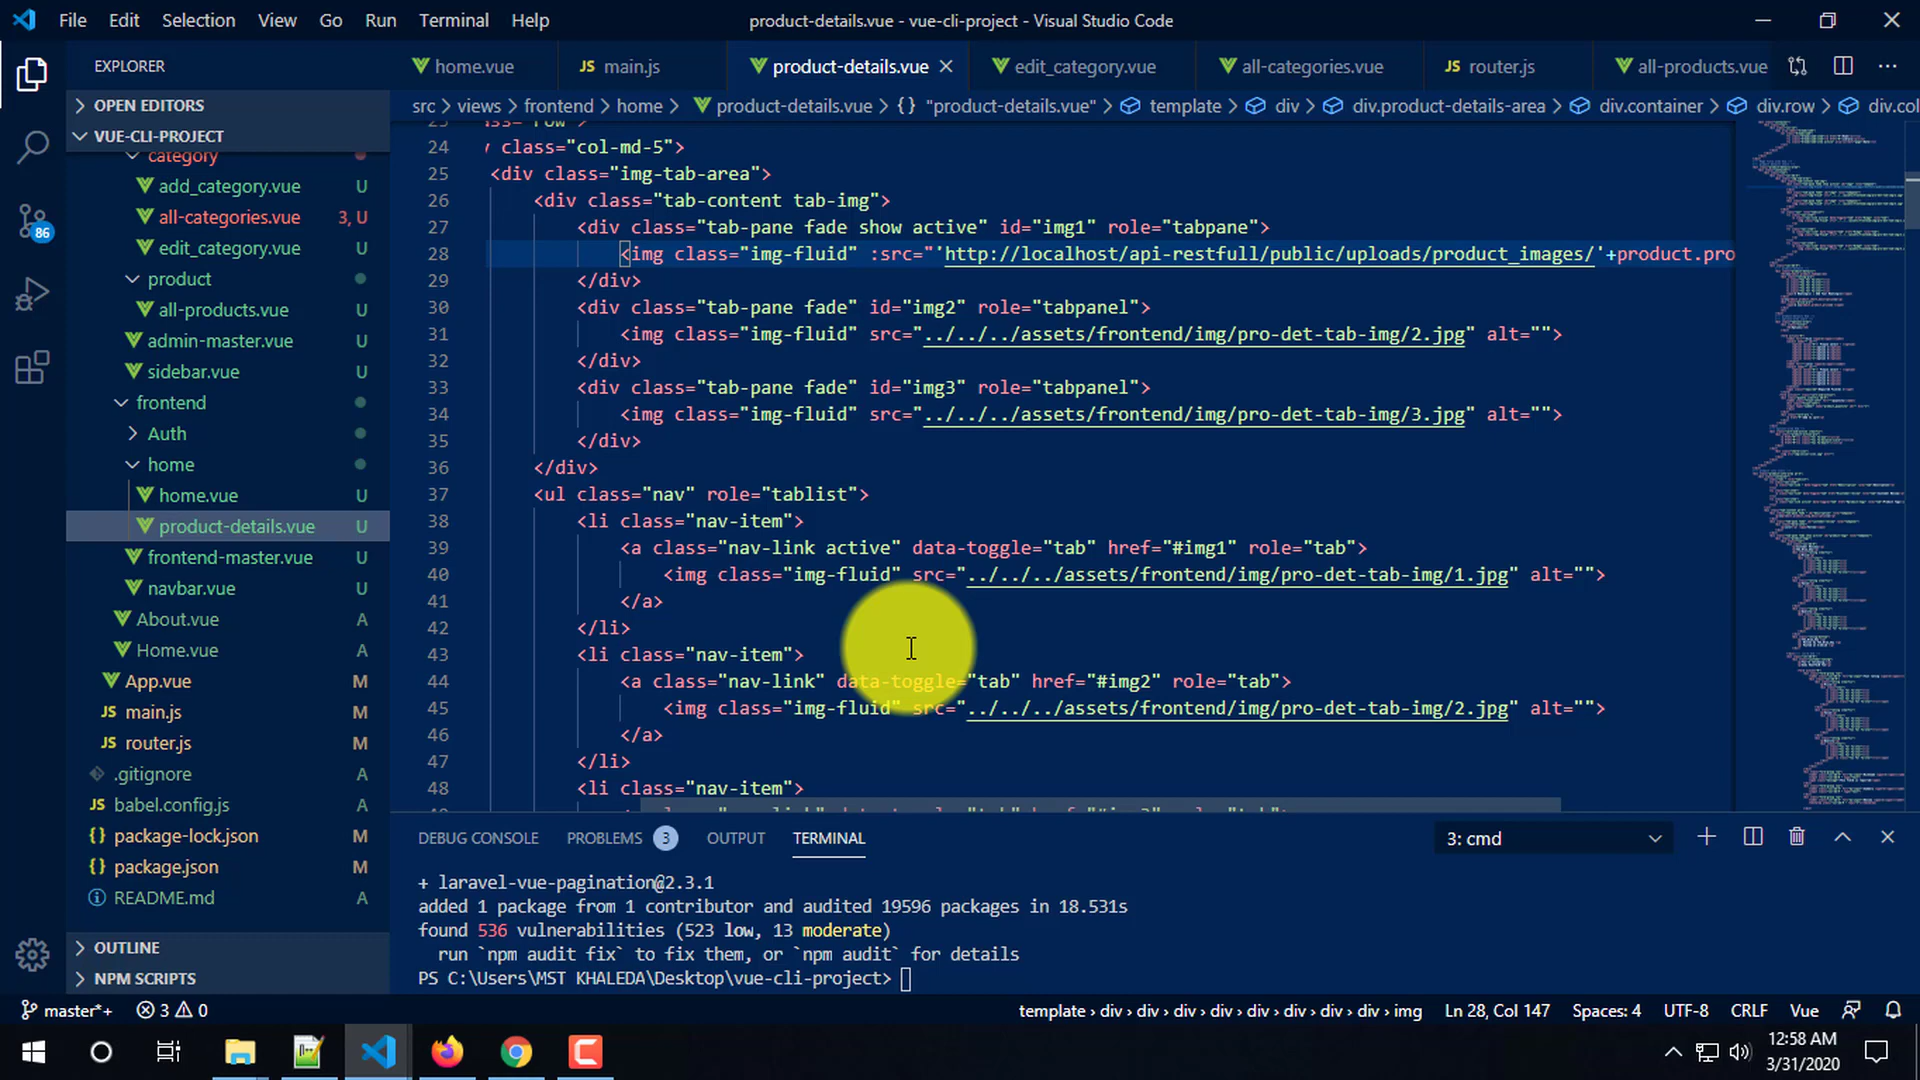 File Edit Selection View Go Run Terminal Help
product-details.vue - vue-cli-project - Visual Studio Code
EXPLORER
home.vue
main.js
product-details.vue
edit_category.vue
all-categories.vue
router.js
all-products.vue
OPEN EDITORS
src > views > frontend > home > product-details.vue > {} "product-details.vue" > template > div > div.product-details-area > div.container > div.row > div.col
VUE-CLI-PROJECT
category
add_category.vue U
all-categories.vue 3, U
edit_category.vue U
product
all-products.vue U
admin-master.vue U
sidebar.vue U
frontend
Auth
home
home.vue U
product-details.vue U
frontend-master.vue U
navbar.vue U
About.vue A
Home.vue A
App.vue M
main.js M
router.js M
.gitignore A
babel.config.js A
package-lock.json M
package.json M
README.md A
OUTLINE
NPM SCRIPTS
86
24 class="col-md-5">
25 <div class="img-tab-area">
26 <div class="tab-content tab-img">
27 <div class="tab-pane fade show active" id="img1" role="tabpane">
28 <img class="img-fluid" :src="'http://localhost/api-restfull/public/uploads/product_images/'+product.pro
29 </div>
30 <div class="tab-pane fade" id="img2" role="tabpanel">
31 <img class="img-fluid" src="../../../assets/frontend/img/pro-det-tab-img/2.jpg" alt="">
32 </div>
33 <div class="tab-pane fade" id="img3" role="tabpanel">
34 <img class="img-fluid" src="../../../assets/frontend/img/pro-det-tab-img/3.jpg" alt="">
35 </div>
36 </div>
37 <ul class="nav" role="tablist">
38 <li class="nav-item">
39 <a class="nav-link active" data-toggle="tab" href="#img1" role="tab">
40 <img class="img-fluid" src="../../../assets/frontend/img/pro-det-tab-img/1.jpg" alt="">
41 </a>
42 </li>
43 <li class="nav-item">
44 <a class="nav-link" data-toggle="tab" href="#img2" role="tab">
45 <img class="img-fluid" src="../../../assets/frontend/img/pro-det-tab-img/2.jpg" alt="">
46 </a>
47 </li>
48 <li class="nav-item">
DEBUG CONSOLE PROBLEMS 3 OUTPUT TERMINAL 3: cmd
+ laravel-vue-pagination@2.3.1
added 1 package from 1 contributor and audited 19596 packages in 18.531s
found 536 vulnerabilities (523 low, 13 moderate)
run `npm audit fix` to fix them, or `npm audit` for details
PS C:\Users\MST KHALEDA\Desktop\vue-cli-project>
master*+ 3 0
template › div › div › div › div › div › div › div › div › img Ln 28, Col 147 Spaces: 4 UTF-8 CRLF Vue
12:58 AM
3/31/2020